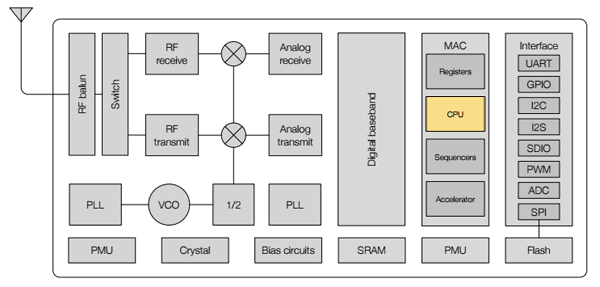 RF balun
Switch
RF
receive
Analog
receive
RF
transmit
Analog
transmit
PLL
VCO
1/2
PLL
Digital baseband
MAC
Registers
CPU
Sequencers
Accelerator
Interface
UART
GPIO
I2C
I2S
SDIO
PWM
ADC
SPI
PMU
Crystal
Bias circuits
SRAM
PMU
Flash